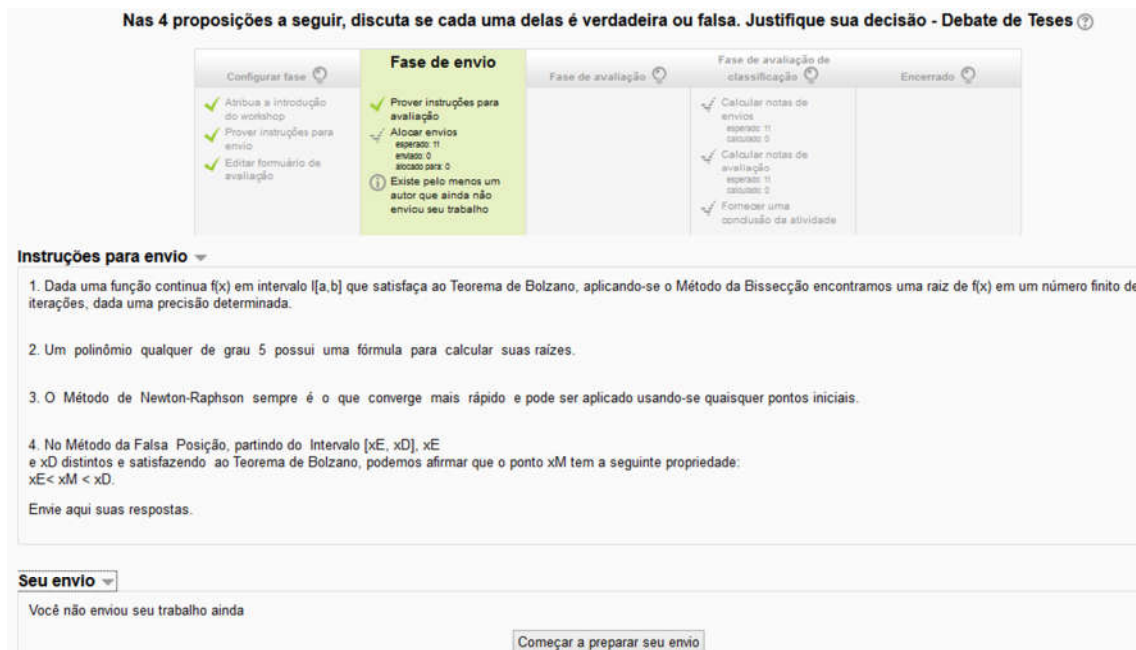 Nas 4 proposições a seguir, discuta se cada uma delas é verdadeira ou falsa. Justifique sua decisão - Debate de Teses
Configurar fase
Atribua a introdução
do workshop
Prover instruções para
envio
Editar formuário de
avaliação
Fase de envio
Prover instruções para
avaliação
Alocar envios
esperado: 11
enviado: 0
alocado para: 0
Existe pelo menos um
autor que ainda não
enviou seu trabalho
Fase de avaliação
Fase de avaliação de
classificação
Calcular notas de
envios
esperado: 11
calculado: 0
Calcular notas de
avaliação
esperado: 11
calculado: 0
Fornecer uma
conclusão da atividade
Encerrado
Instruções para envio
1. Dada uma função continua f(x) em intervalo I[a,b] que satisfaça ao Teorema de Bolzano, aplicando-se o Método da Bissecção encontramos uma raiz de f(x) em um número finito de
iterações, dada uma precisão determinada.
2. Um polinômio qualquer de grau 5 possui uma fórmula para calcular suas raízes.
3. O Método de Newton-Raphson sempre é o que converge mais rápido e pode ser aplicado usando-se quaisquer pontos iniciais.
4. No Método da Falsa Posição, partindo do Intervalo [xE, xD], xE
e xD distintos e satisfazendo ao Teorema de Bolzano, podemos afirmar que o ponto xM tem a seguinte propriedade:
xE< xM < xD.
Envie aqui suas respostas.
Seu envio
Você não enviou seu trabalho ainda
Começar a preparar seu envio